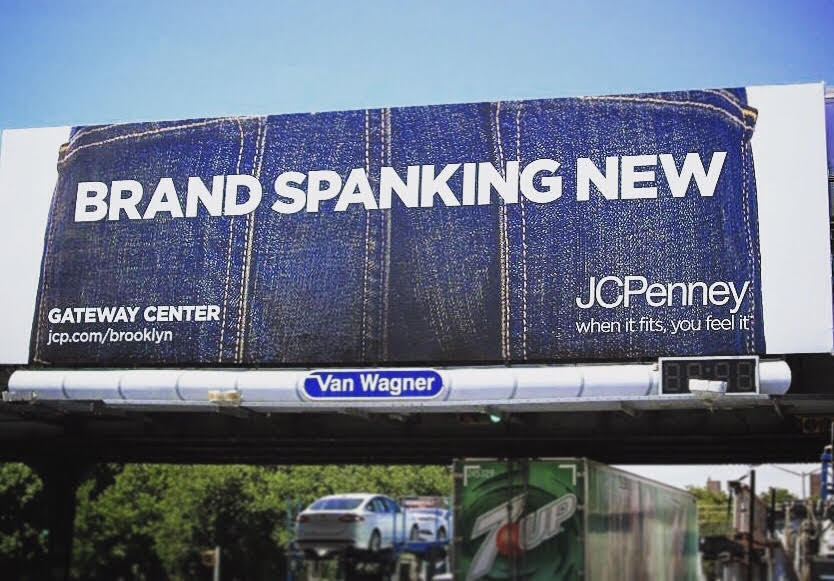 BRAND SPANKING NEW
GATEWAY CENTER
jcp.com/brooklyn
JCPenney
when it fits, you feel it
Van Wagner
7UP